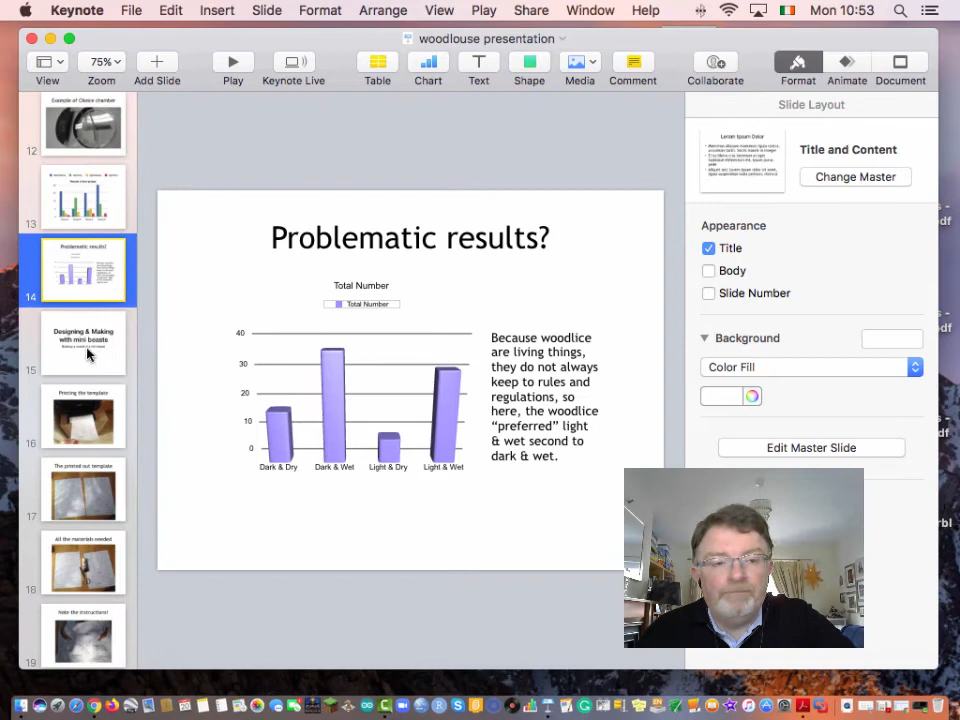 Keynote File Edit Insert Slide Format Arrange View Play Share Window Help Mon 10:53
woodlouse presentation
75%
View Zoom Add Slide Play Keynote Live Table Chart Text Shape Media Comment Collaborate Format Animate Document
Slide Layout
Example of Choice chamber
12
13
Problematic results?
14
Designing & Making
with mini beasts
15
Printing the template
16
The printed out template
17
All the materials needed
18
Note the instructions!
19
Problematic results?
Total Number
Total Number
40
30
20
10
0
Dark & Dry Dark & Wet Light & Dry Light & Wet
Because woodlice
are living things,
they do not always
keep to rules and
regulations, so
here, the woodlice
“preferred” light
& wet second to
dark & wet.
Lorem Ipsum Dolor
Title and Content
Change Master
Appearance
Title
Body
Slide Number
Background
Color Fill
Edit Master Slide